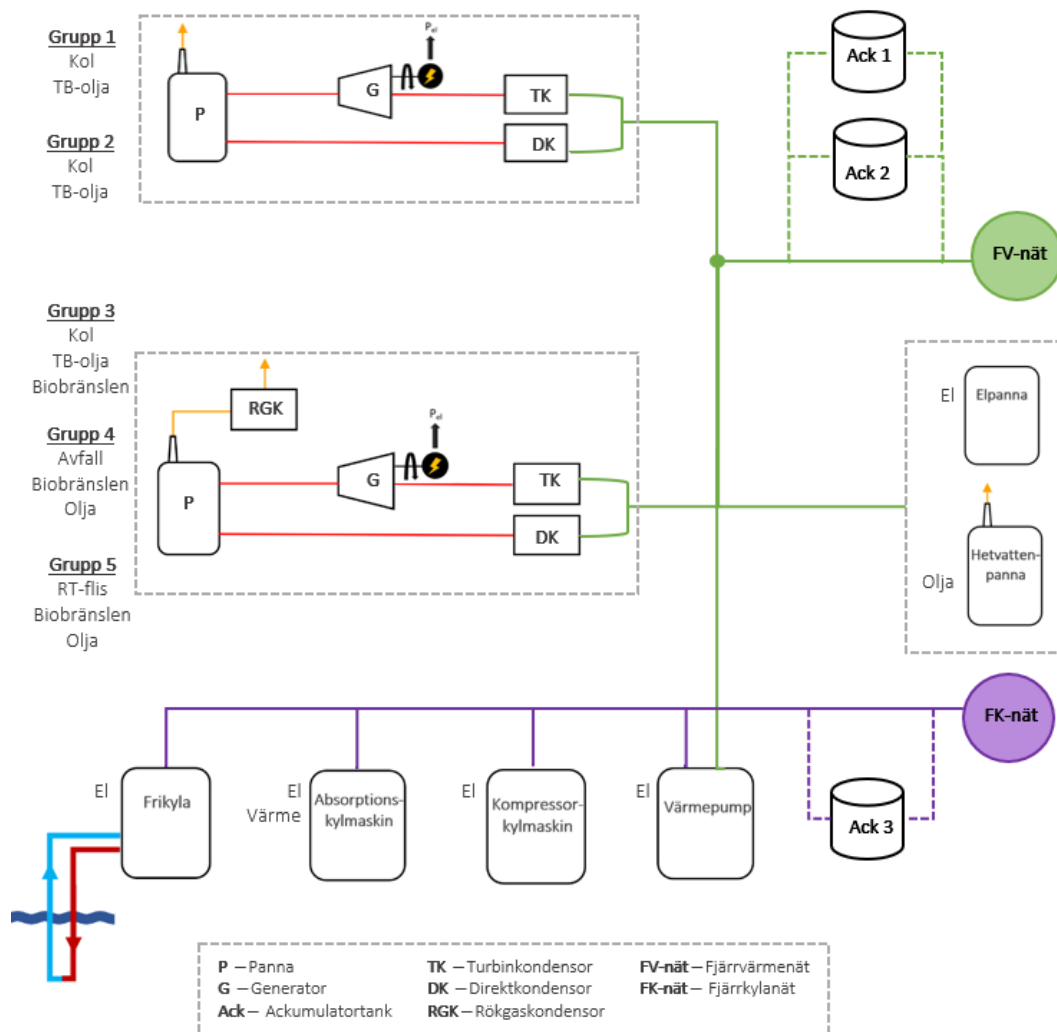 Grupp 1
Kol
TB-olja
Grupp 2
Kol
TB-olja
P
G
P_el
TK
DK
Ack 1
Ack 2
FV-nät
Grupp 3
Kol
TB-olja
Biobränslen
Grupp 4
Avfall
Biobränslen
Olja
Grupp 5
RT-flis
Biobränslen
Olja
RGK
P
G
P_el
TK
DK
El
Elpanna
Olja
Hetvatten-
panna
FK-nät
El
Frikyla
El
Värme
Absorptions-
kylmaskin
El
Kompressor-
kylmaskin
El
Värmepump
Ack 3
P – Panna
G – Generator
Ack – Ackumulatortank
TK – Turbinkondensor
DK – Direktkondensor
RGK – Rökgaskondensor
FV-nät – Fjärrvärmenät
FK-nät – Fjärrkylanät